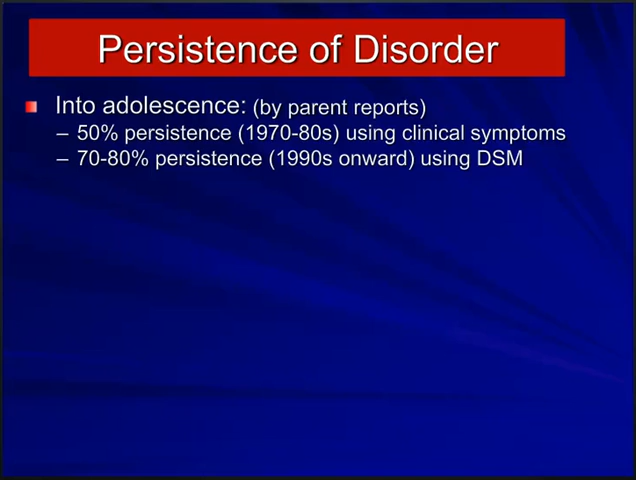 Persistence of Disorder
Into adolescence: (by parent reports)
– 50% persistence (1970-80s) using clinical symptoms
– 70-80% persistence (1990s onward) using DSM